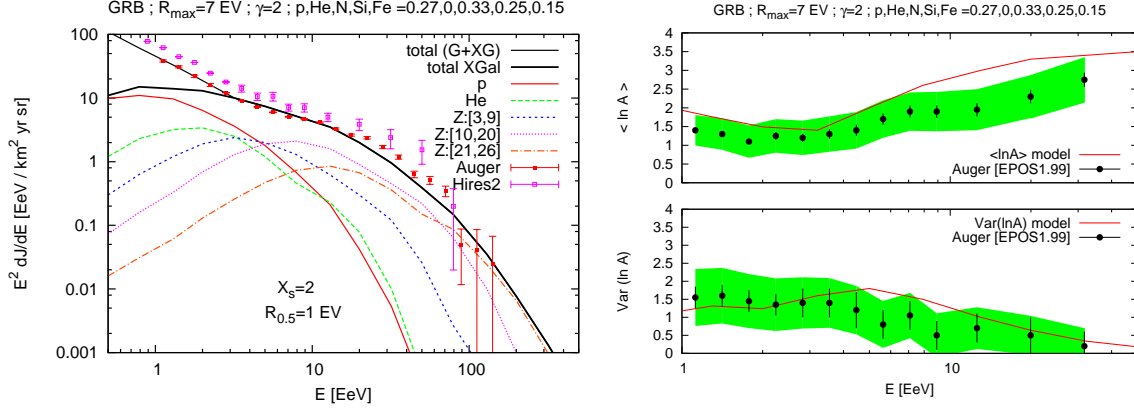 GRB ; R_max=7 EV ; γ=2 ; p,He,N,Si,Fe =0.27,0,0.33,0.25,0.15
E² dJ/dE [EeV / km² yr sr]
100
10
1
0.1
0.01
0.001
total (G+XG)
total XGal
p
He
Z:[3,9]
Z:[10,20]
Z:[21,26]
Auger
Hires2
X_s=2
R_0.5=1 EV
1
10
100
E [EeV]
GRB ; R_max=7 EV ; γ=2 ; p,He,N,Si,Fe =0.27,0,0.33,0.25,0.15
< ln A >
4
3.5
3
2.5
2
1.5
1
0.5
0
<lnA> model
Auger [EPOS1.99]
Var (ln A)
4
3.5
3
2.5
2
1.5
1
0.5
0
Var(lnA) model
Auger [EPOS1.99]
1
10
E [EeV]